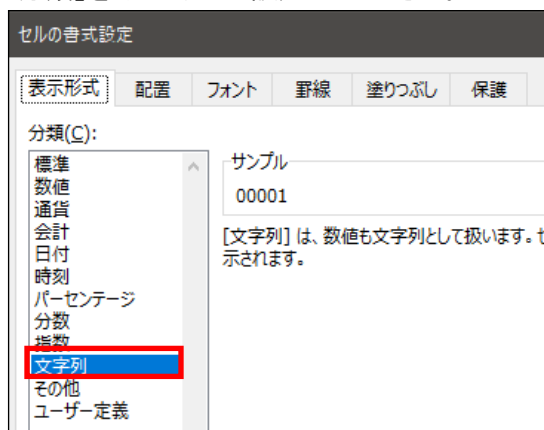 セルの書式設定
表示形式 配置 フォント 罫線 塗りつぶし 保護
分類(C):
標準
数値
通貨
会計
日付
時刻
パーセンテージ
分数
指数
文字列
その他
ユーザー定義
サンプル
00001
[文字列] は、数値も文字列として扱います。セ
示されます。